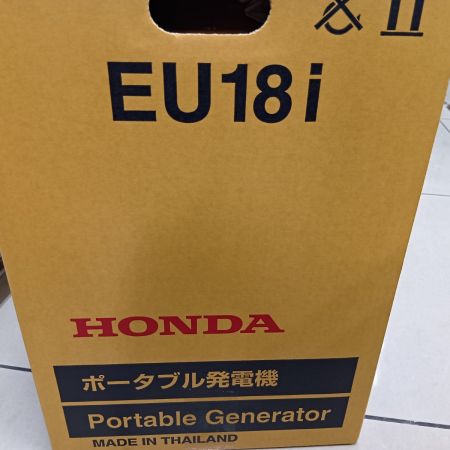 EU18i
HONDA
ポータブル発電機
Portable Generator
MADE IN THAILAND